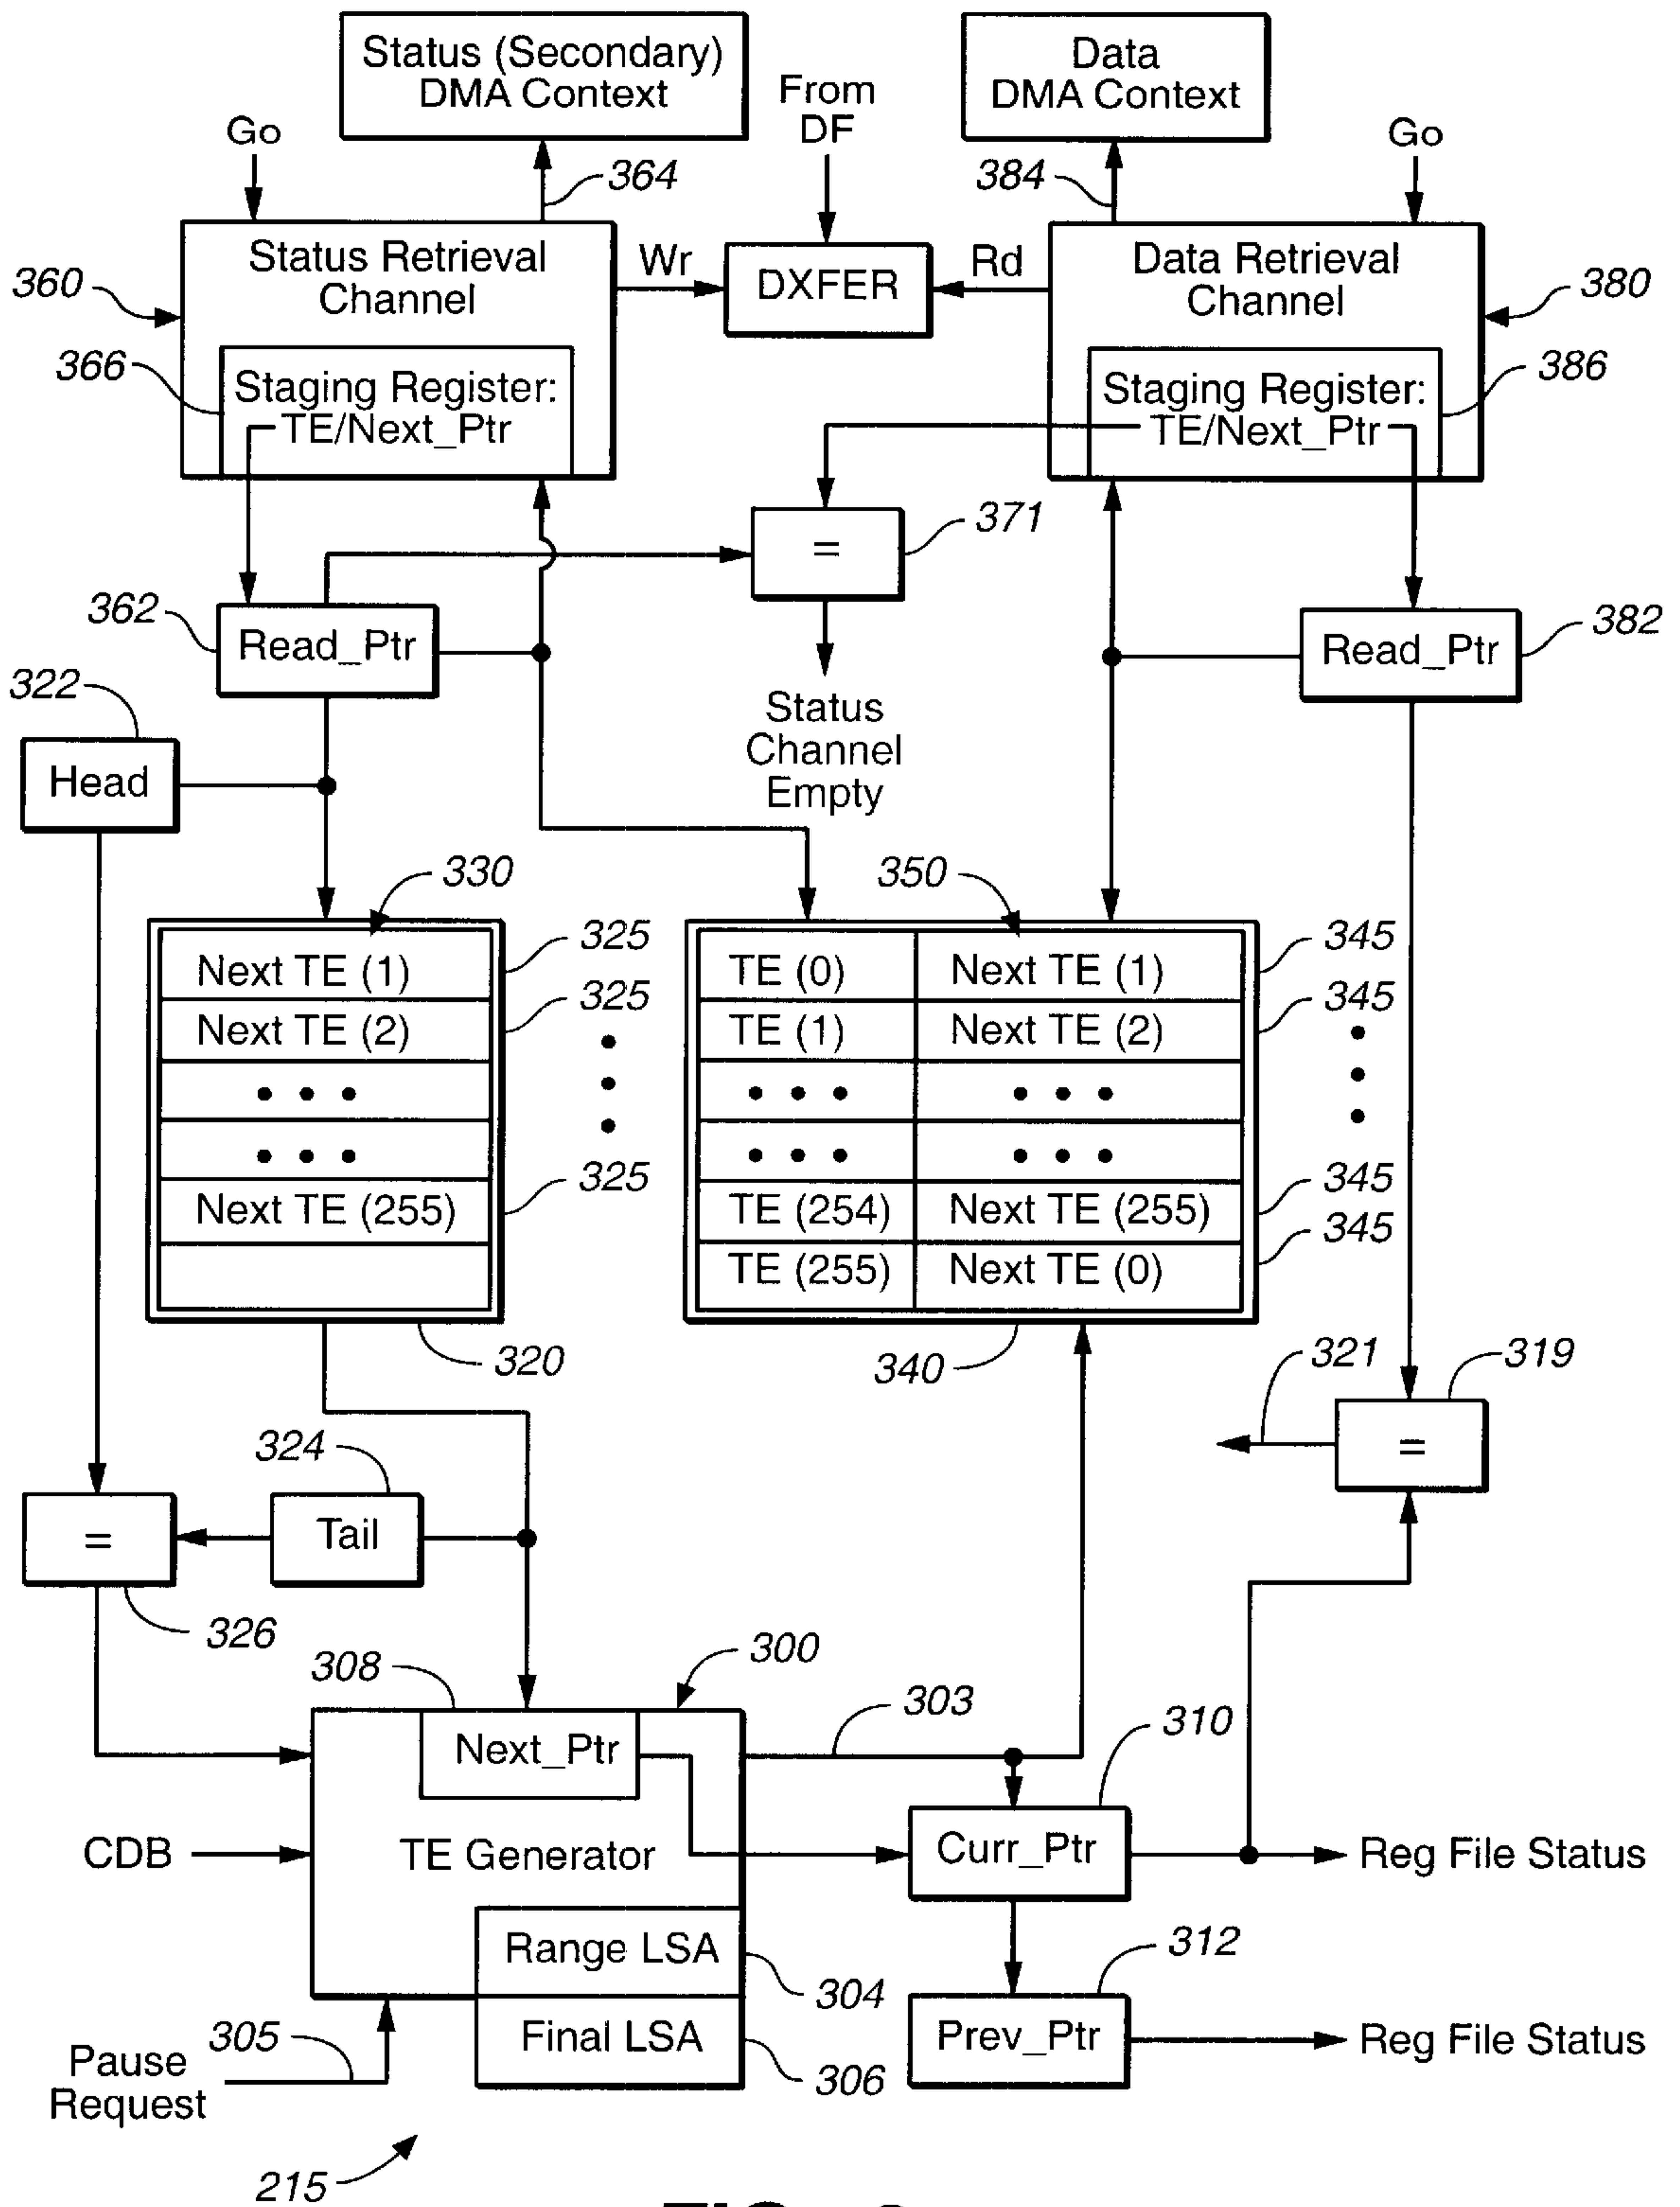 Status (Secondary)
DMA Context
Data
DMA Context
From
DF
Go
Go
364
384
Status Retrieval
Channel
Wr
DXFER
Rd
Data Retrieval
Channel
360
380
366
Staging Register:
TE/Next_Ptr
Staging Register:
TE/Next_Ptr
386
=
371
362
Read_Ptr
Read_Ptr
382
322
Head
Status
Channel
Empty
330
350
Next TE (1)
325
TE (0)
Next TE (1)
345
Next TE (2)
325
TE (1)
Next TE (2)
345
Next TE (255)
325
TE (254)
Next TE (255)
345
TE (255)
Next TE (0)
345
320
340
321
319
=
324
=
Tail
326
308
300
303
310
Next_Ptr
CDB
TE Generator
Curr_Ptr
Reg File Status
Range LSA
304
312
Final LSA
306
Prev_Ptr
Reg File Status
305
Pause
Request
215